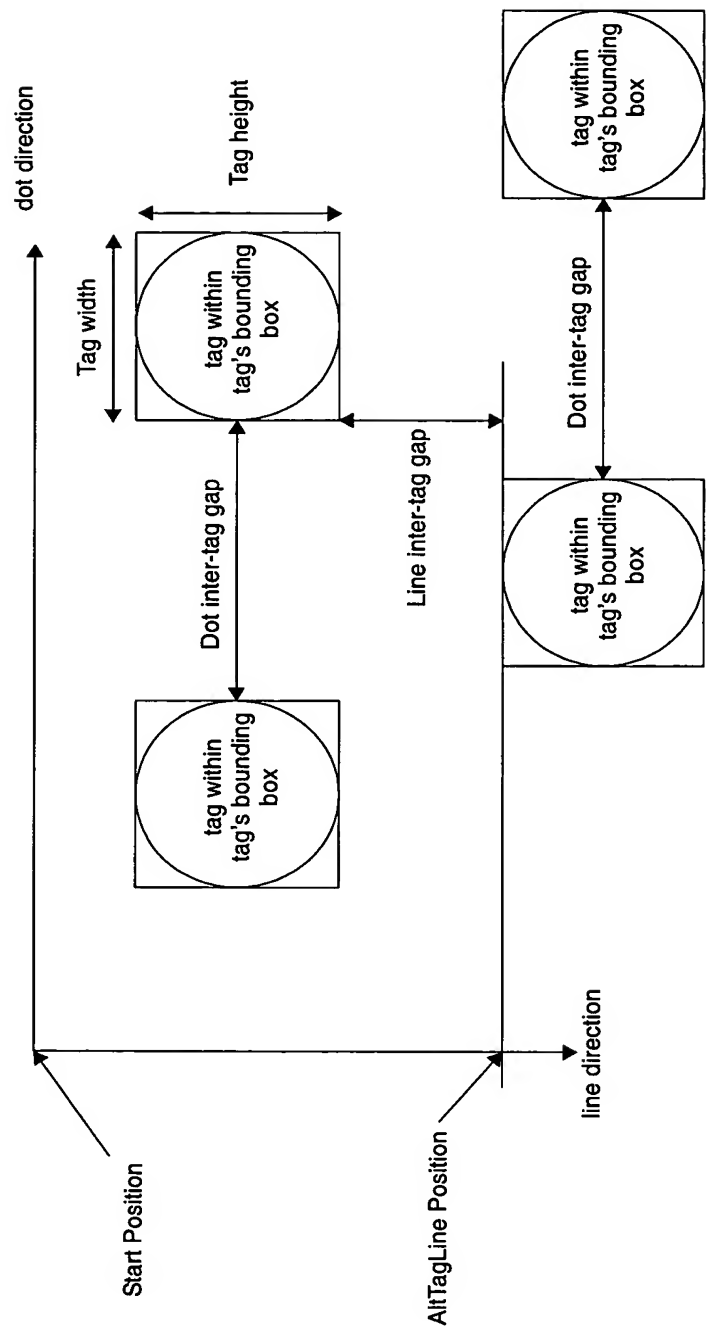 dot direction
Tag width
Tag height
tag within
tag's bounding
box
Dot inter-tag gap
tag within
tag's bounding
box
Line inter-tag gap
Start Position
AltTagLine Position
line direction
tag within
tag's bounding
box
Dot inter-tag gap
tag within
tag's bounding
box